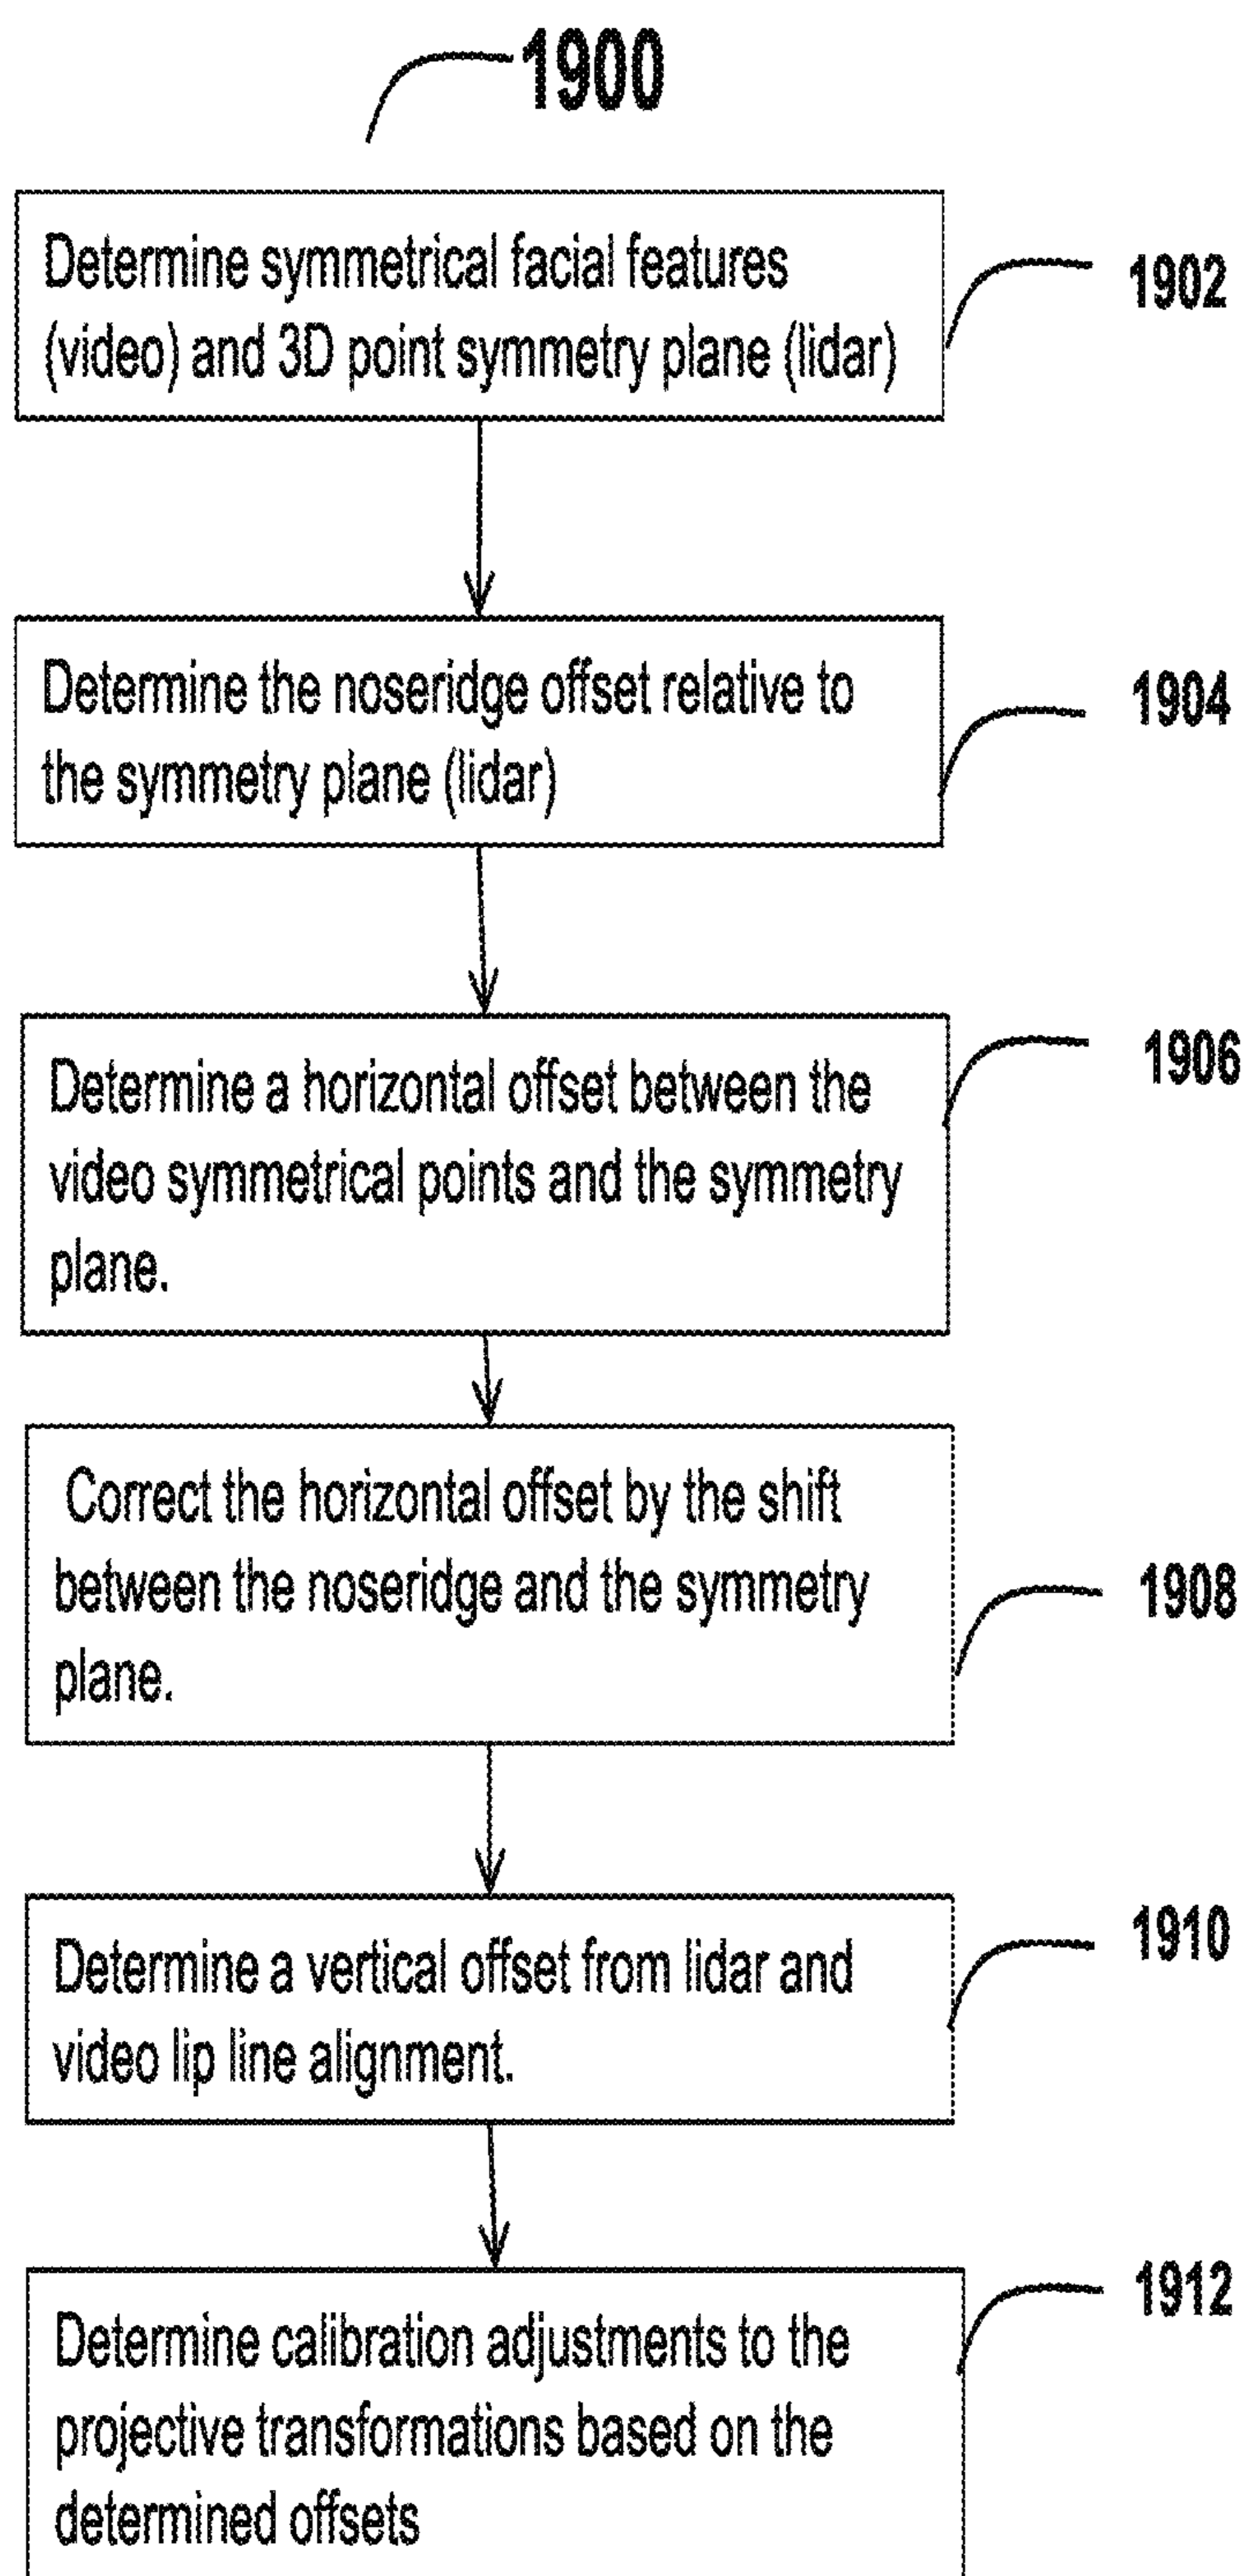 1900
Determine symmetrical facial features
(video) and 3D point symmetry plane (lidar)
1902
Determine the noseridge offset relative to
the symmetry plane (lidar)
1904
Determine a horizontal offset between the
video symmetrical points and the symmetry
plane.
1906
Correct the horizontal offset by the shift
between the noseridge and the symmetry
plane.
1908
Determine a vertical offset from lidar and
video lip line alignment.
1910
Determine calibration adjustments to the
projective transformations based on the
determined offsets
1912